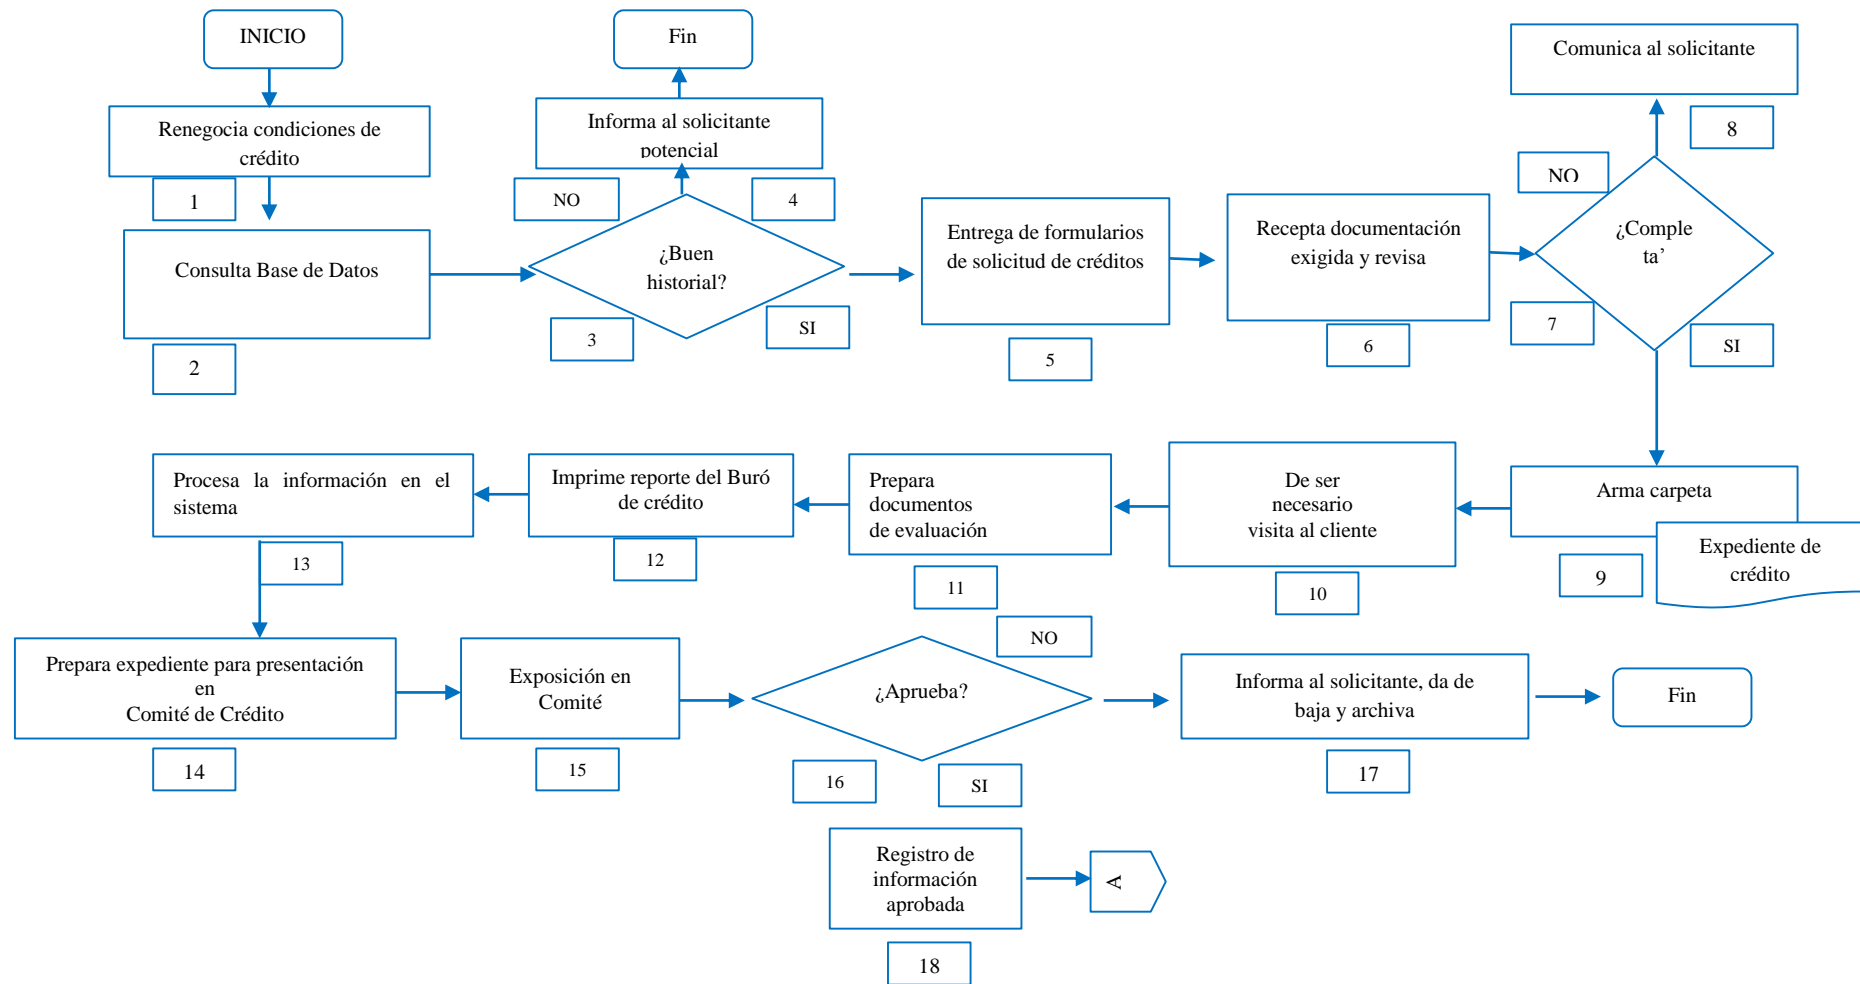 INICIO
Fin
Comunica al solicitante
Renegocia condiciones de
crédito
Informa al solicitante
potencial
8
1
NO
4
NO
Consulta Base de Datos
¿Buen
historial?
Entrega de formularios
de solicitud de créditos
Recepta documentación
exigida y revisa
¿Comple
ta’
2
3
SI
5
6
7
SI
Procesa la información en el
sistema
Imprime reporte del Buró
de crédito
Prepara
documentos
de evaluación
De ser
necesario
visita al cliente
Arma carpeta
Expediente de
crédito
13
12
11
10
9
NO
Prepara expediente para presentación
en
Comité de Crédito
Exposición en
Comité
¿Aprueba?
Informa al solicitante, da de
baja y archiva
Fin
14
15
16
SI
17
Registro de
información
aprobada
A
18